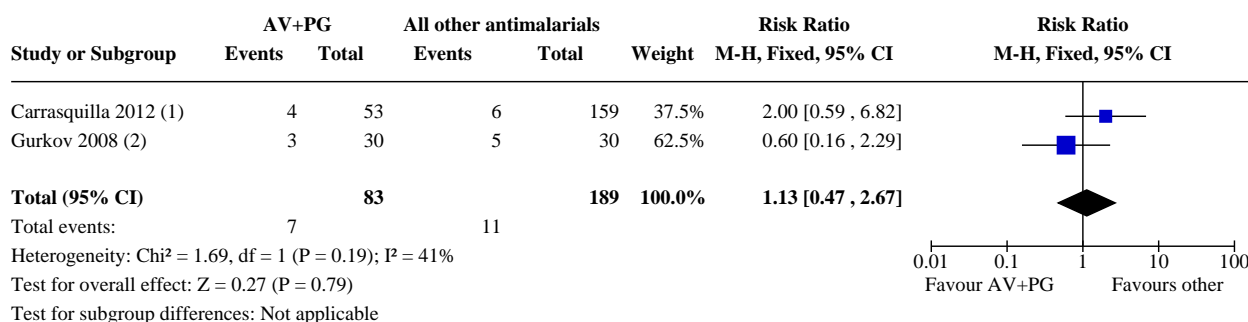 AV+PG All other antimalarials Risk Ratio Risk Ratio
Study or Subgroup Events Total Events Total Weight M-H, Fixed, 95% CI M-H, Fixed, 95% CI
Carrasquilla 2012 (1) 4 53 6 159 37.5% 2.00 [0.59 , 6.82]
Gurkov 2008 (2) 3 30 5 30 62.5% 0.60 [0.16 , 2.29]
Total (95% CI) 83 189 100.0% 1.13 [0.47 , 2.67]
Total events: 7 11
Heterogeneity: Chi² = 1.69, df = 1 (P = 0.19); I² = 41%
Test for overall effect: Z = 0.27 (P = 0.79)
Test for subgroup differences: Not applicable
0.01 0.1 1 10 100
Favour AV+PG Favours other